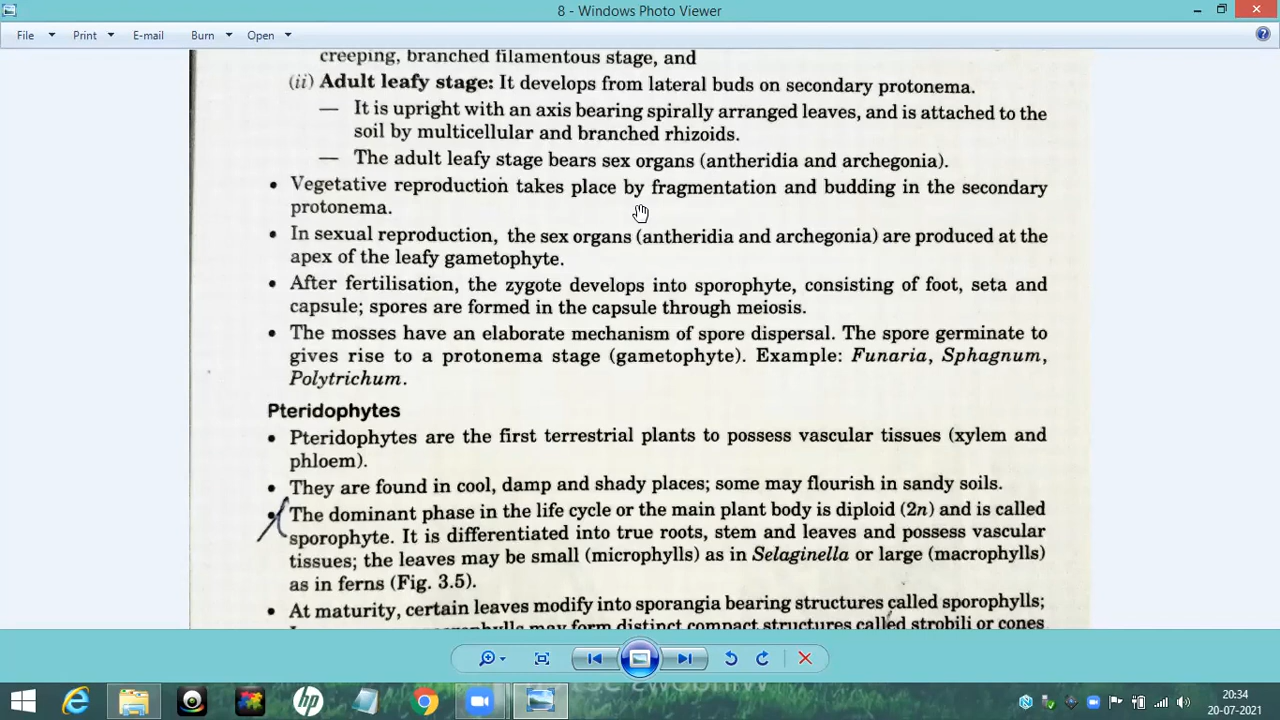 8 - Windows Photo Viewer
File Print E-mail Burn Open
creeping, branched filamentous stage, and
(ii) Adult leafy stage: It develops from lateral buds on secondary protonema.
— It is upright with an axis bearing spirally arranged leaves, and is attached to the
soil by multicellular and branched rhizoids.
— The adult leafy stage bears sex organs (antheridia and archegonia).
• Vegetative reproduction takes place by fragmentation and budding in the secondary
protonema.
• In sexual reproduction, the sex organs (antheridia and archegonia) are produced at the
apex of the leafy gametophyte.
• After fertilisation, the zygote develops into sporophyte, consisting of foot, seta and
capsule; spores are formed in the capsule through meiosis.
• The mosses have an elaborate mechanism of spore dispersal. The spore germinate to
gives rise to a protonema stage (gametophyte). Example: Funaria, Sphagnum,
Polytrichum.
Pteridophytes
• Pteridophytes are the first terrestrial plants to possess vascular tissues (xylem and
phloem).
• They are found in cool, damp and shady places; some may flourish in sandy soils.
• The dominant phase in the life cycle or the main plant body is diploid (2n) and is called
sporophyte. It is differentiated into true roots, stem and leaves and possess vascular
tissues; the leaves may be small (microphylls) as in Selaginella or large (macrophylls)
as in ferns (Fig. 3.5).
• At maturity, certain leaves modify into sporangia bearing structures called sporophylls;
may form distinct compact structures called strobili or cones
hp
20:34
20-07-2021